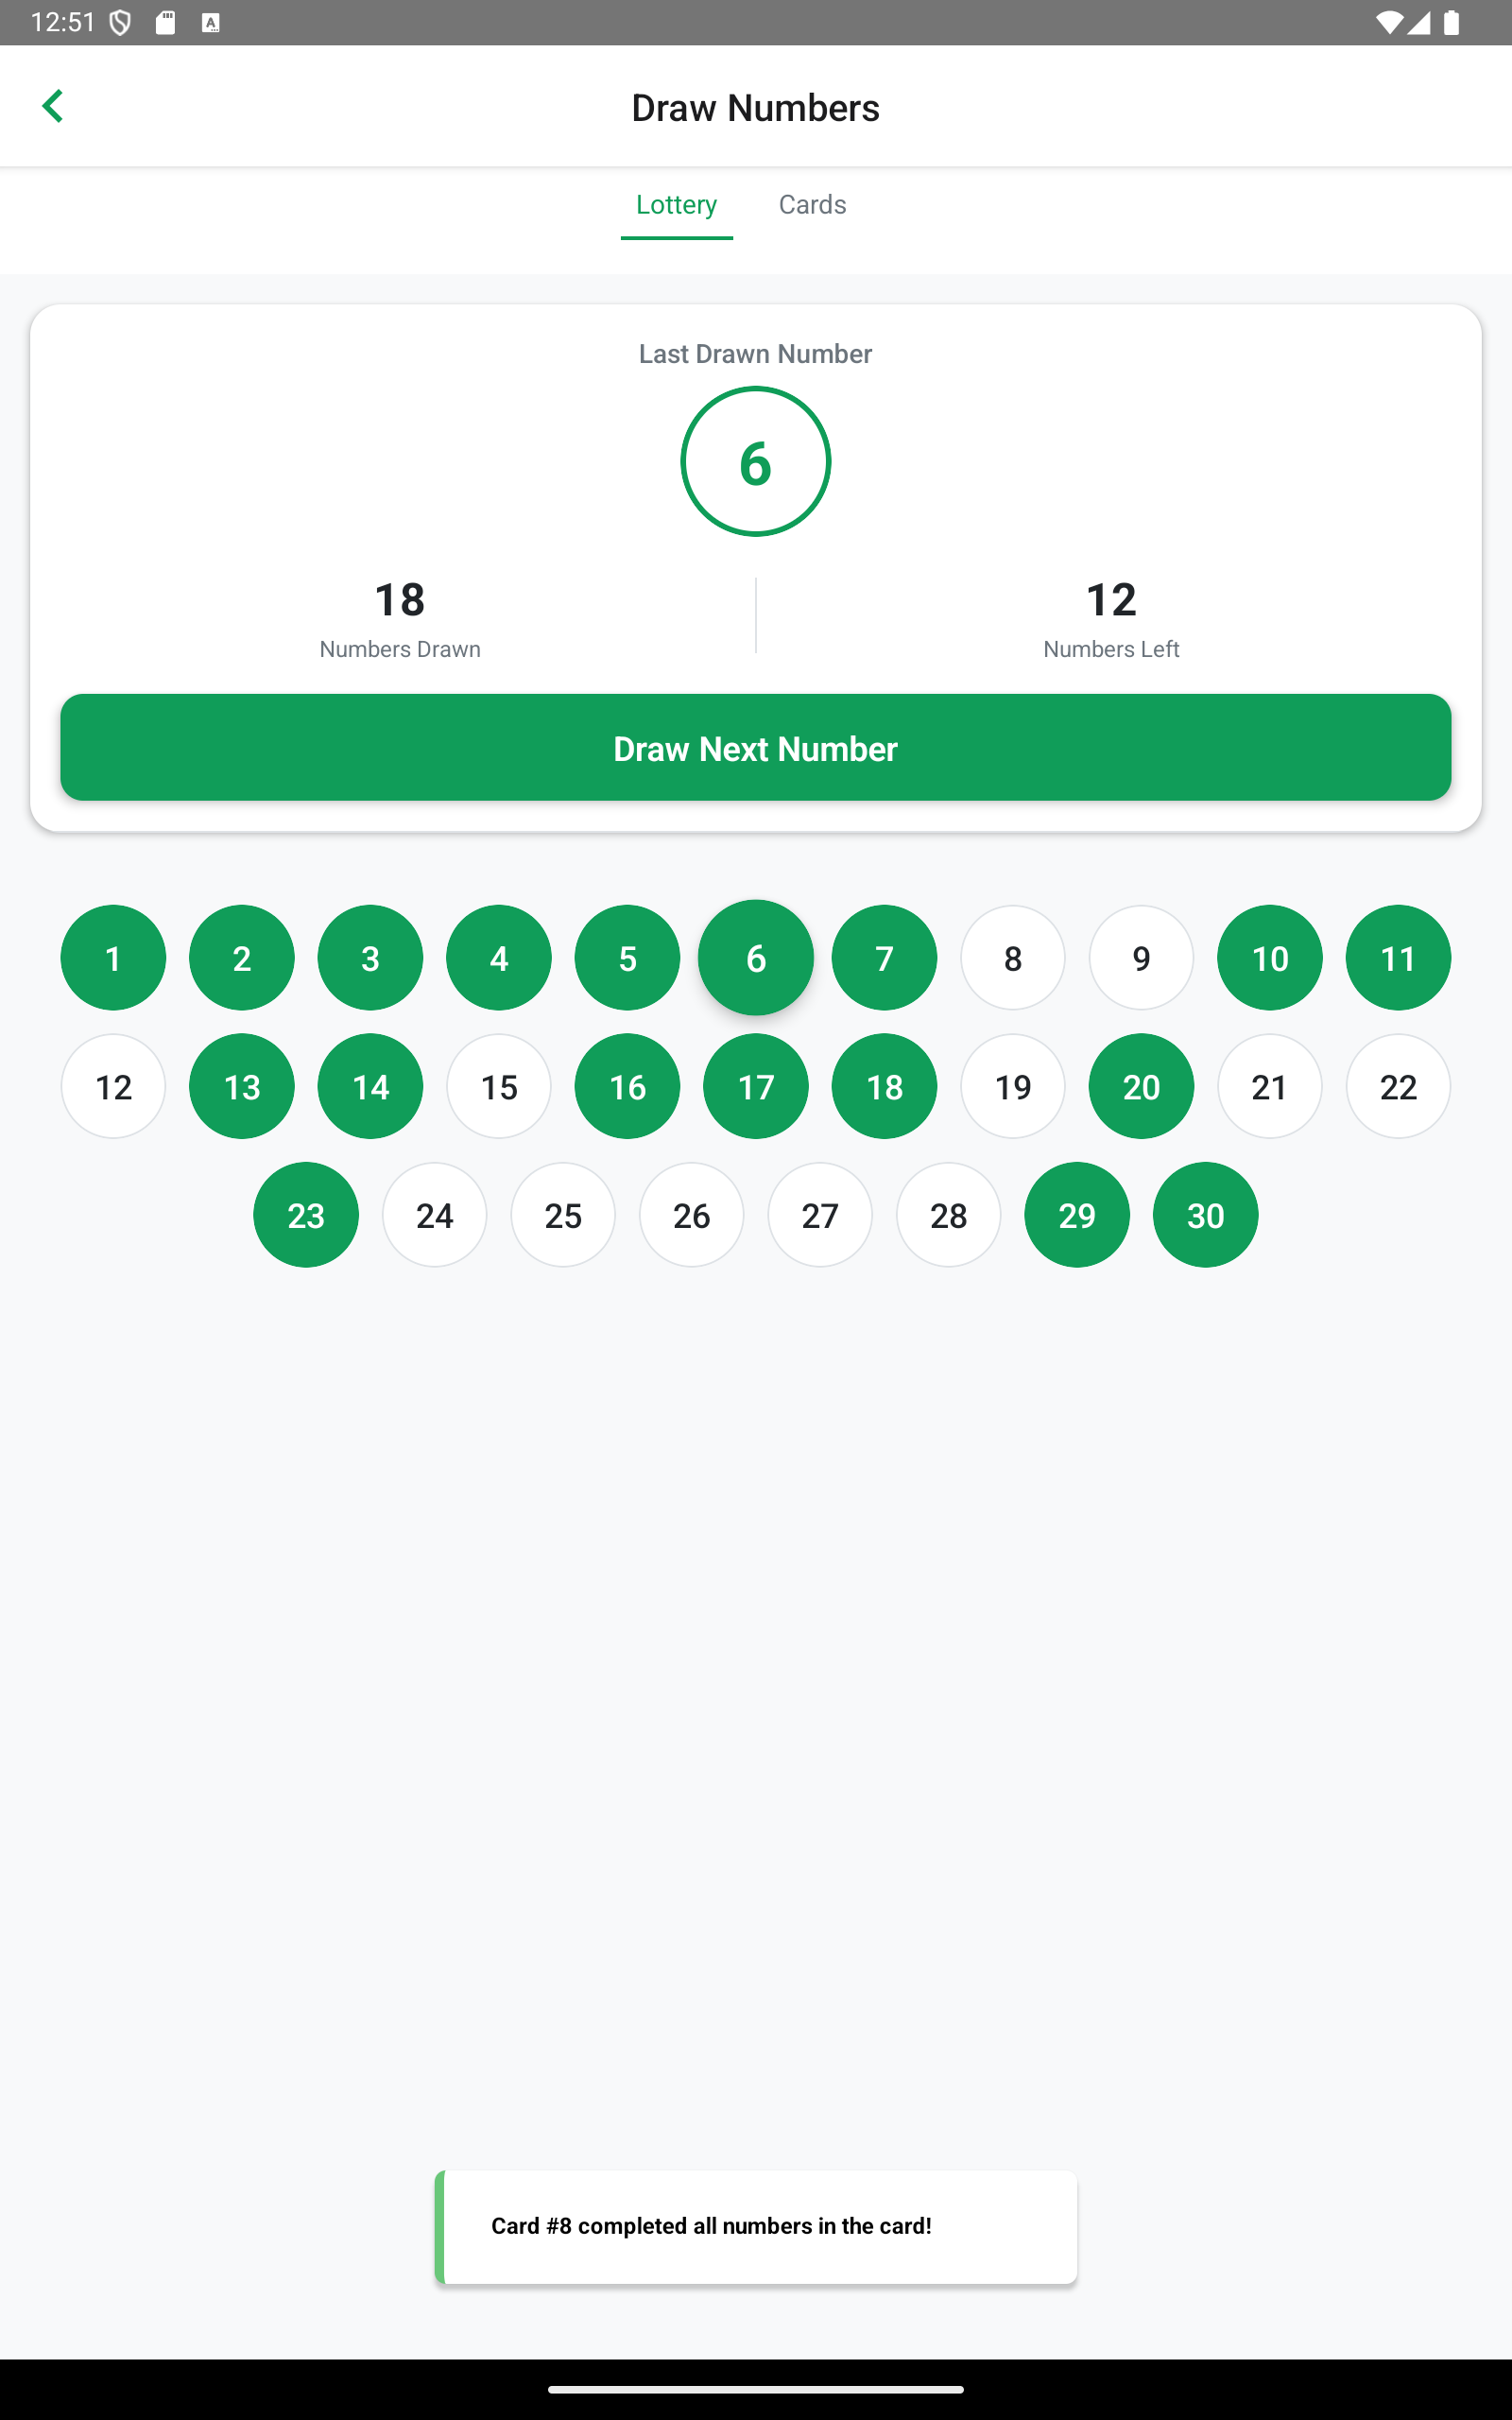 12:51
Draw Numbers
Lottery Cards
Last Drawn Number
6
18 12
Numbers Drawn Numbers Left
Draw Next Number
1 2 3 4 5 6 7 8 9 10 11
12 13 14 15 16 17 18 19 20 21 22
23 24 25 26 27 28 29 30
Card #8 completed all numbers in the card!